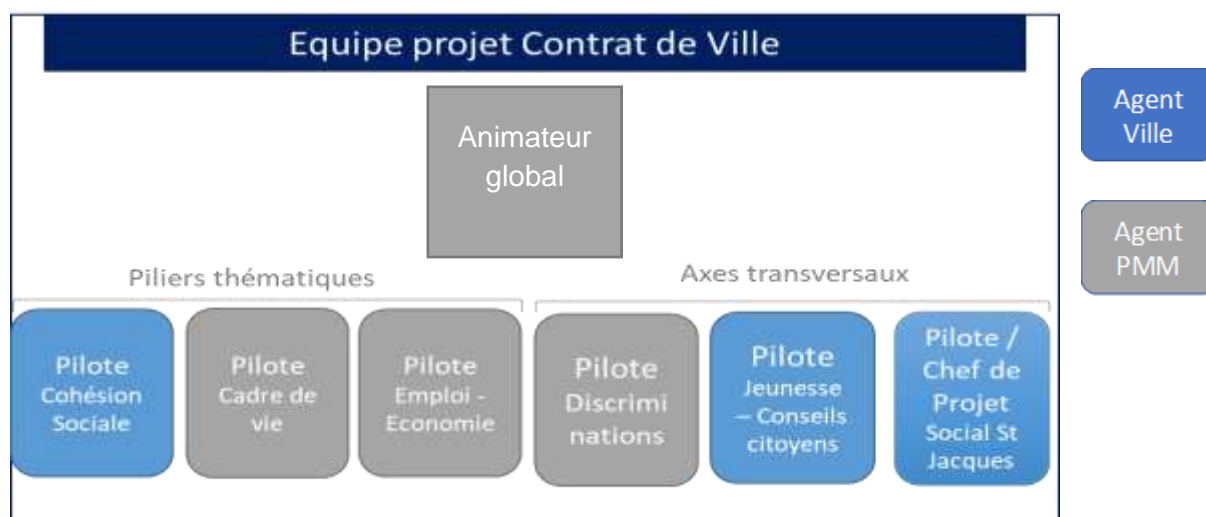 Equipe projet Contrat de Ville
Animateur
global
Agent
Ville
Agent
PMM
Piliers thématiques
Axes transversaux
Pilote
Cohésion
Sociale
Pilote
Cadre de
vie
Pilote
Emploi -
Economie
Pilote
Discrimi
nations
Pilote
Jeunesse
– Conseils
citoyens
Pilote /
Chef de
Projet
Social St
Jacques